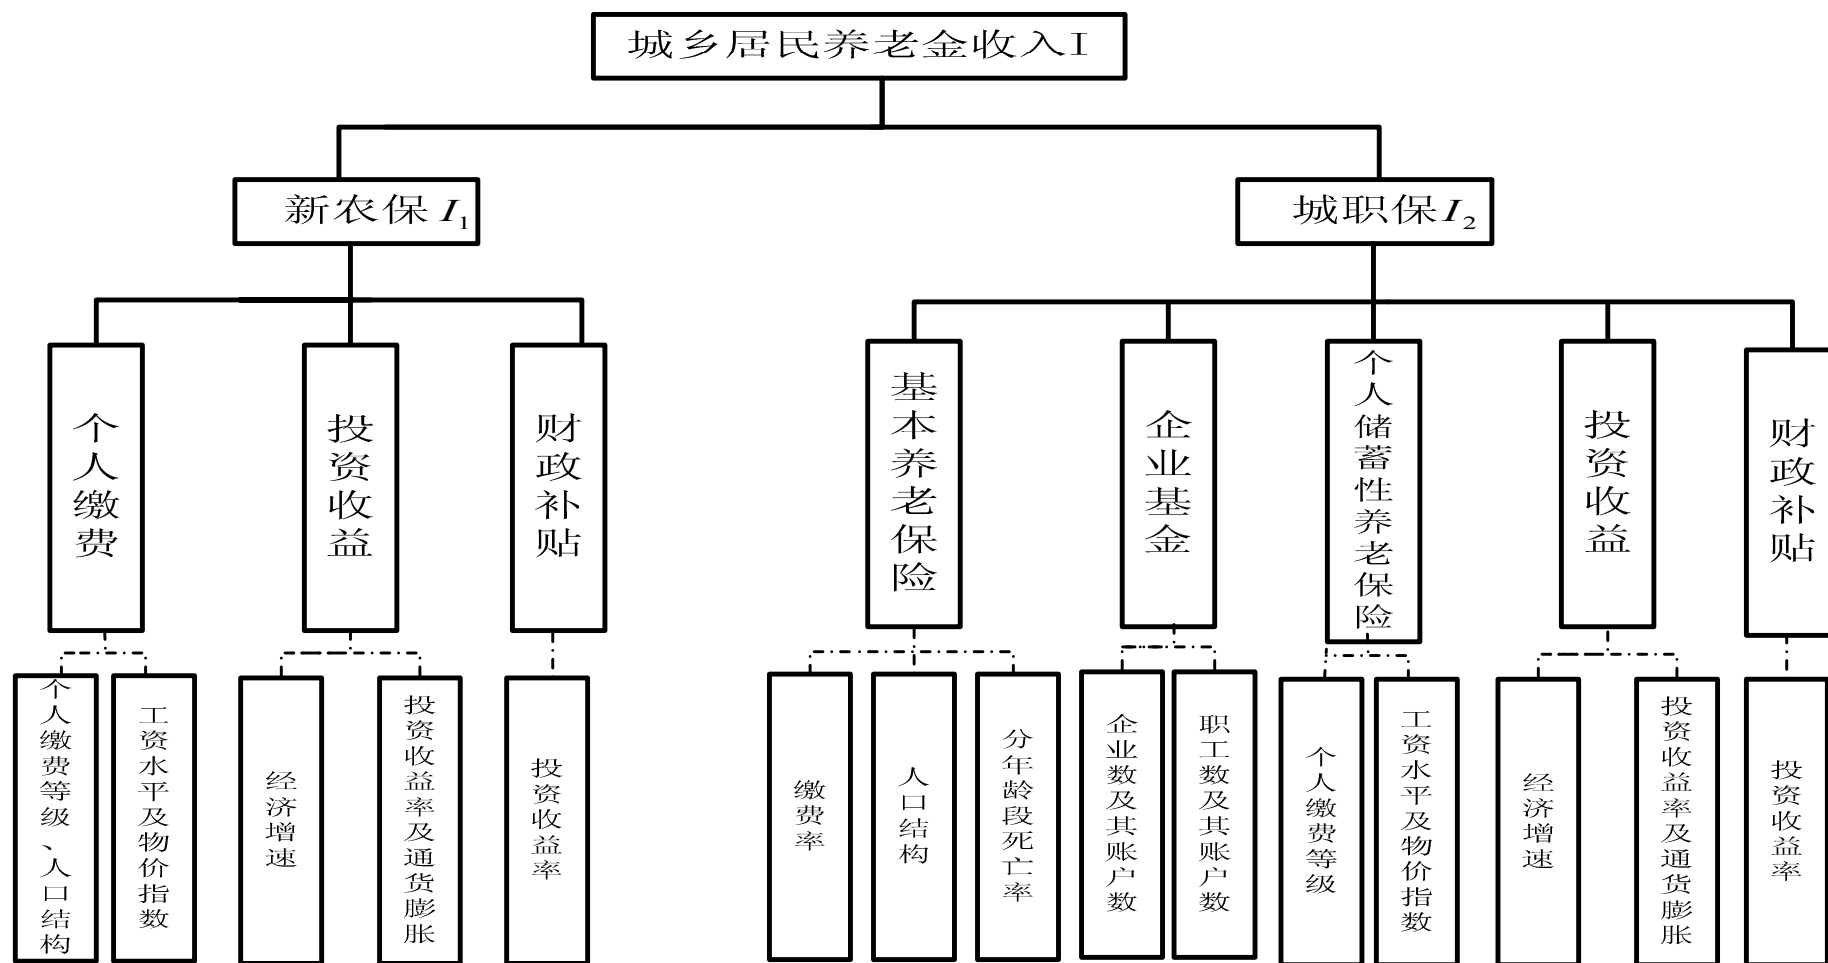 城乡居民养老金收入I
新农保 I₁
城职保 I₂
个人缴费
投资收益
财政补贴
基本养老保险
企业基金
个人储蓄性养老保险
投资收益
财政补贴
个人缴费等级、人口结构
工资水平及物价指数
经济增速
投资收益率及通货膨胀
投资收益率
缴费率
人口结构
分年龄段死亡率
企业数及其账户数
职工数及其账户数
个人缴费等级
工资水平及物价指数
经济增速
投资收益率及通货膨胀
投资收益率